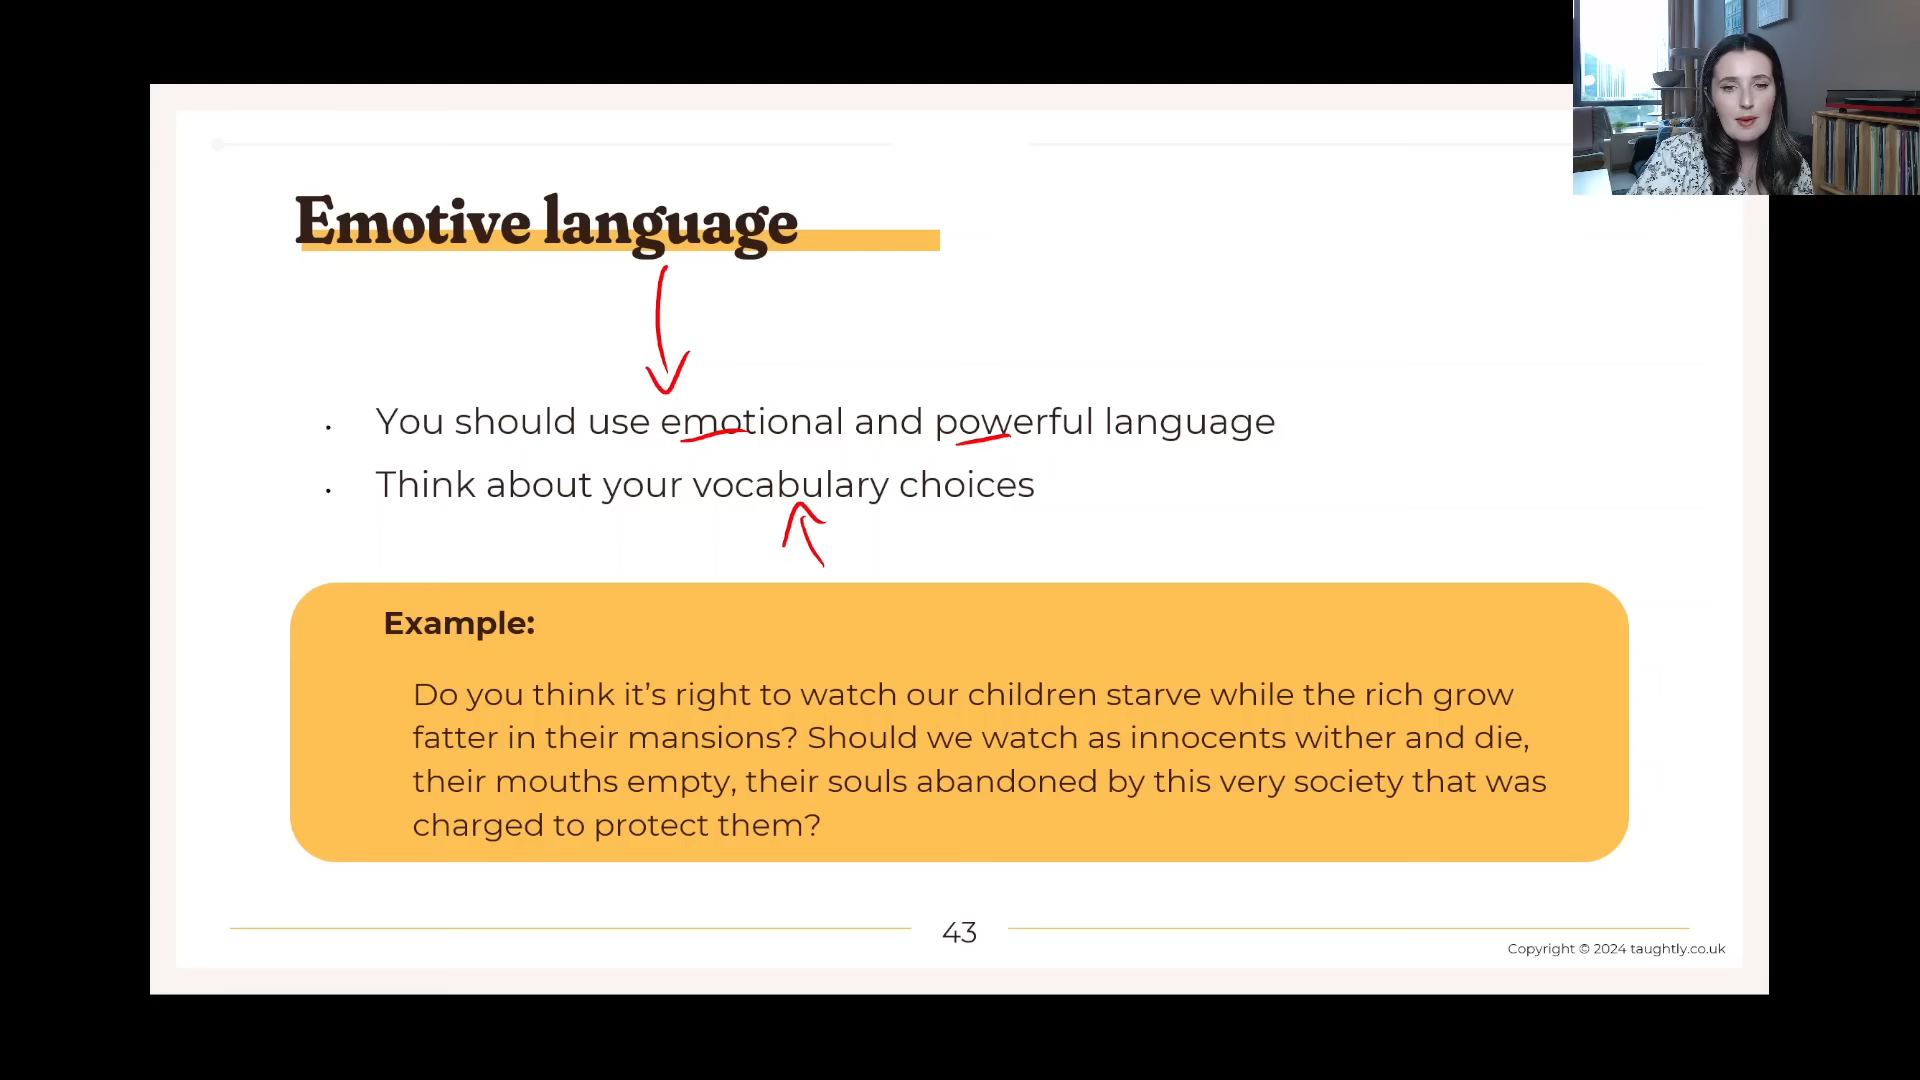 Emotive language
· You should use emotional and powerful language
· Think about your vocabulary choices
Example:
Do you think it’s right to watch our children starve while the rich grow
fatter in their mansions? Should we watch as innocents wither and die,
their mouths empty, their souls abandoned by this very society that was
charged to protect them?
43
Copyright © 2024 taughtly.co.uk